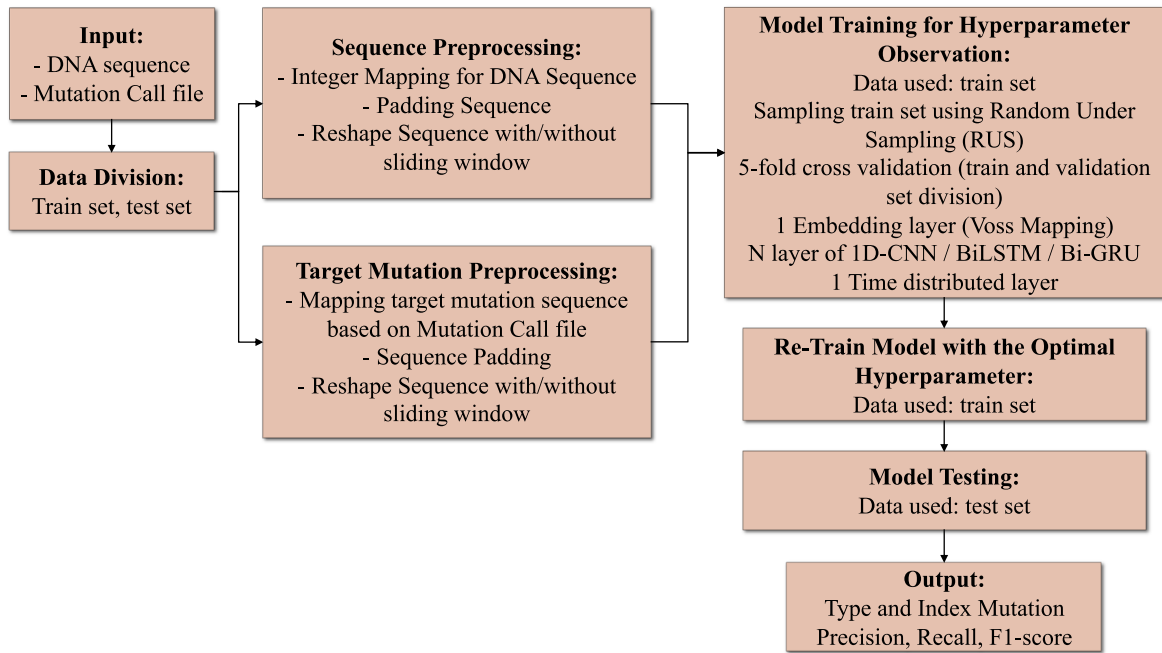 Input:
- DNA sequence
- Mutation Call file
Data Division:
Train set, test set
Sequence Preprocessing:
- Integer Mapping for DNA Sequence
- Padding Sequence
- Reshape Sequence with/without
sliding window
Target Mutation Preprocessing:
- Mapping target mutation sequence
based on Mutation Call file
- Sequence Padding
- Reshape Sequence with/without
sliding window
Model Training for Hyperparameter
Observation:
Data used: train set
Sampling train set using Random Under
Sampling (RUS)
5-fold cross validation (train and validation
set division)
1 Embedding layer (Voss Mapping)
N layer of 1D-CNN / BiLSTM / Bi-GRU
1 Time distributed layer
Re-Train Model with the Optimal
Hyperparameter:
Data used: train set
Model Testing:
Data used: test set
Output:
Type and Index Mutation
Precision, Recall, F1-score